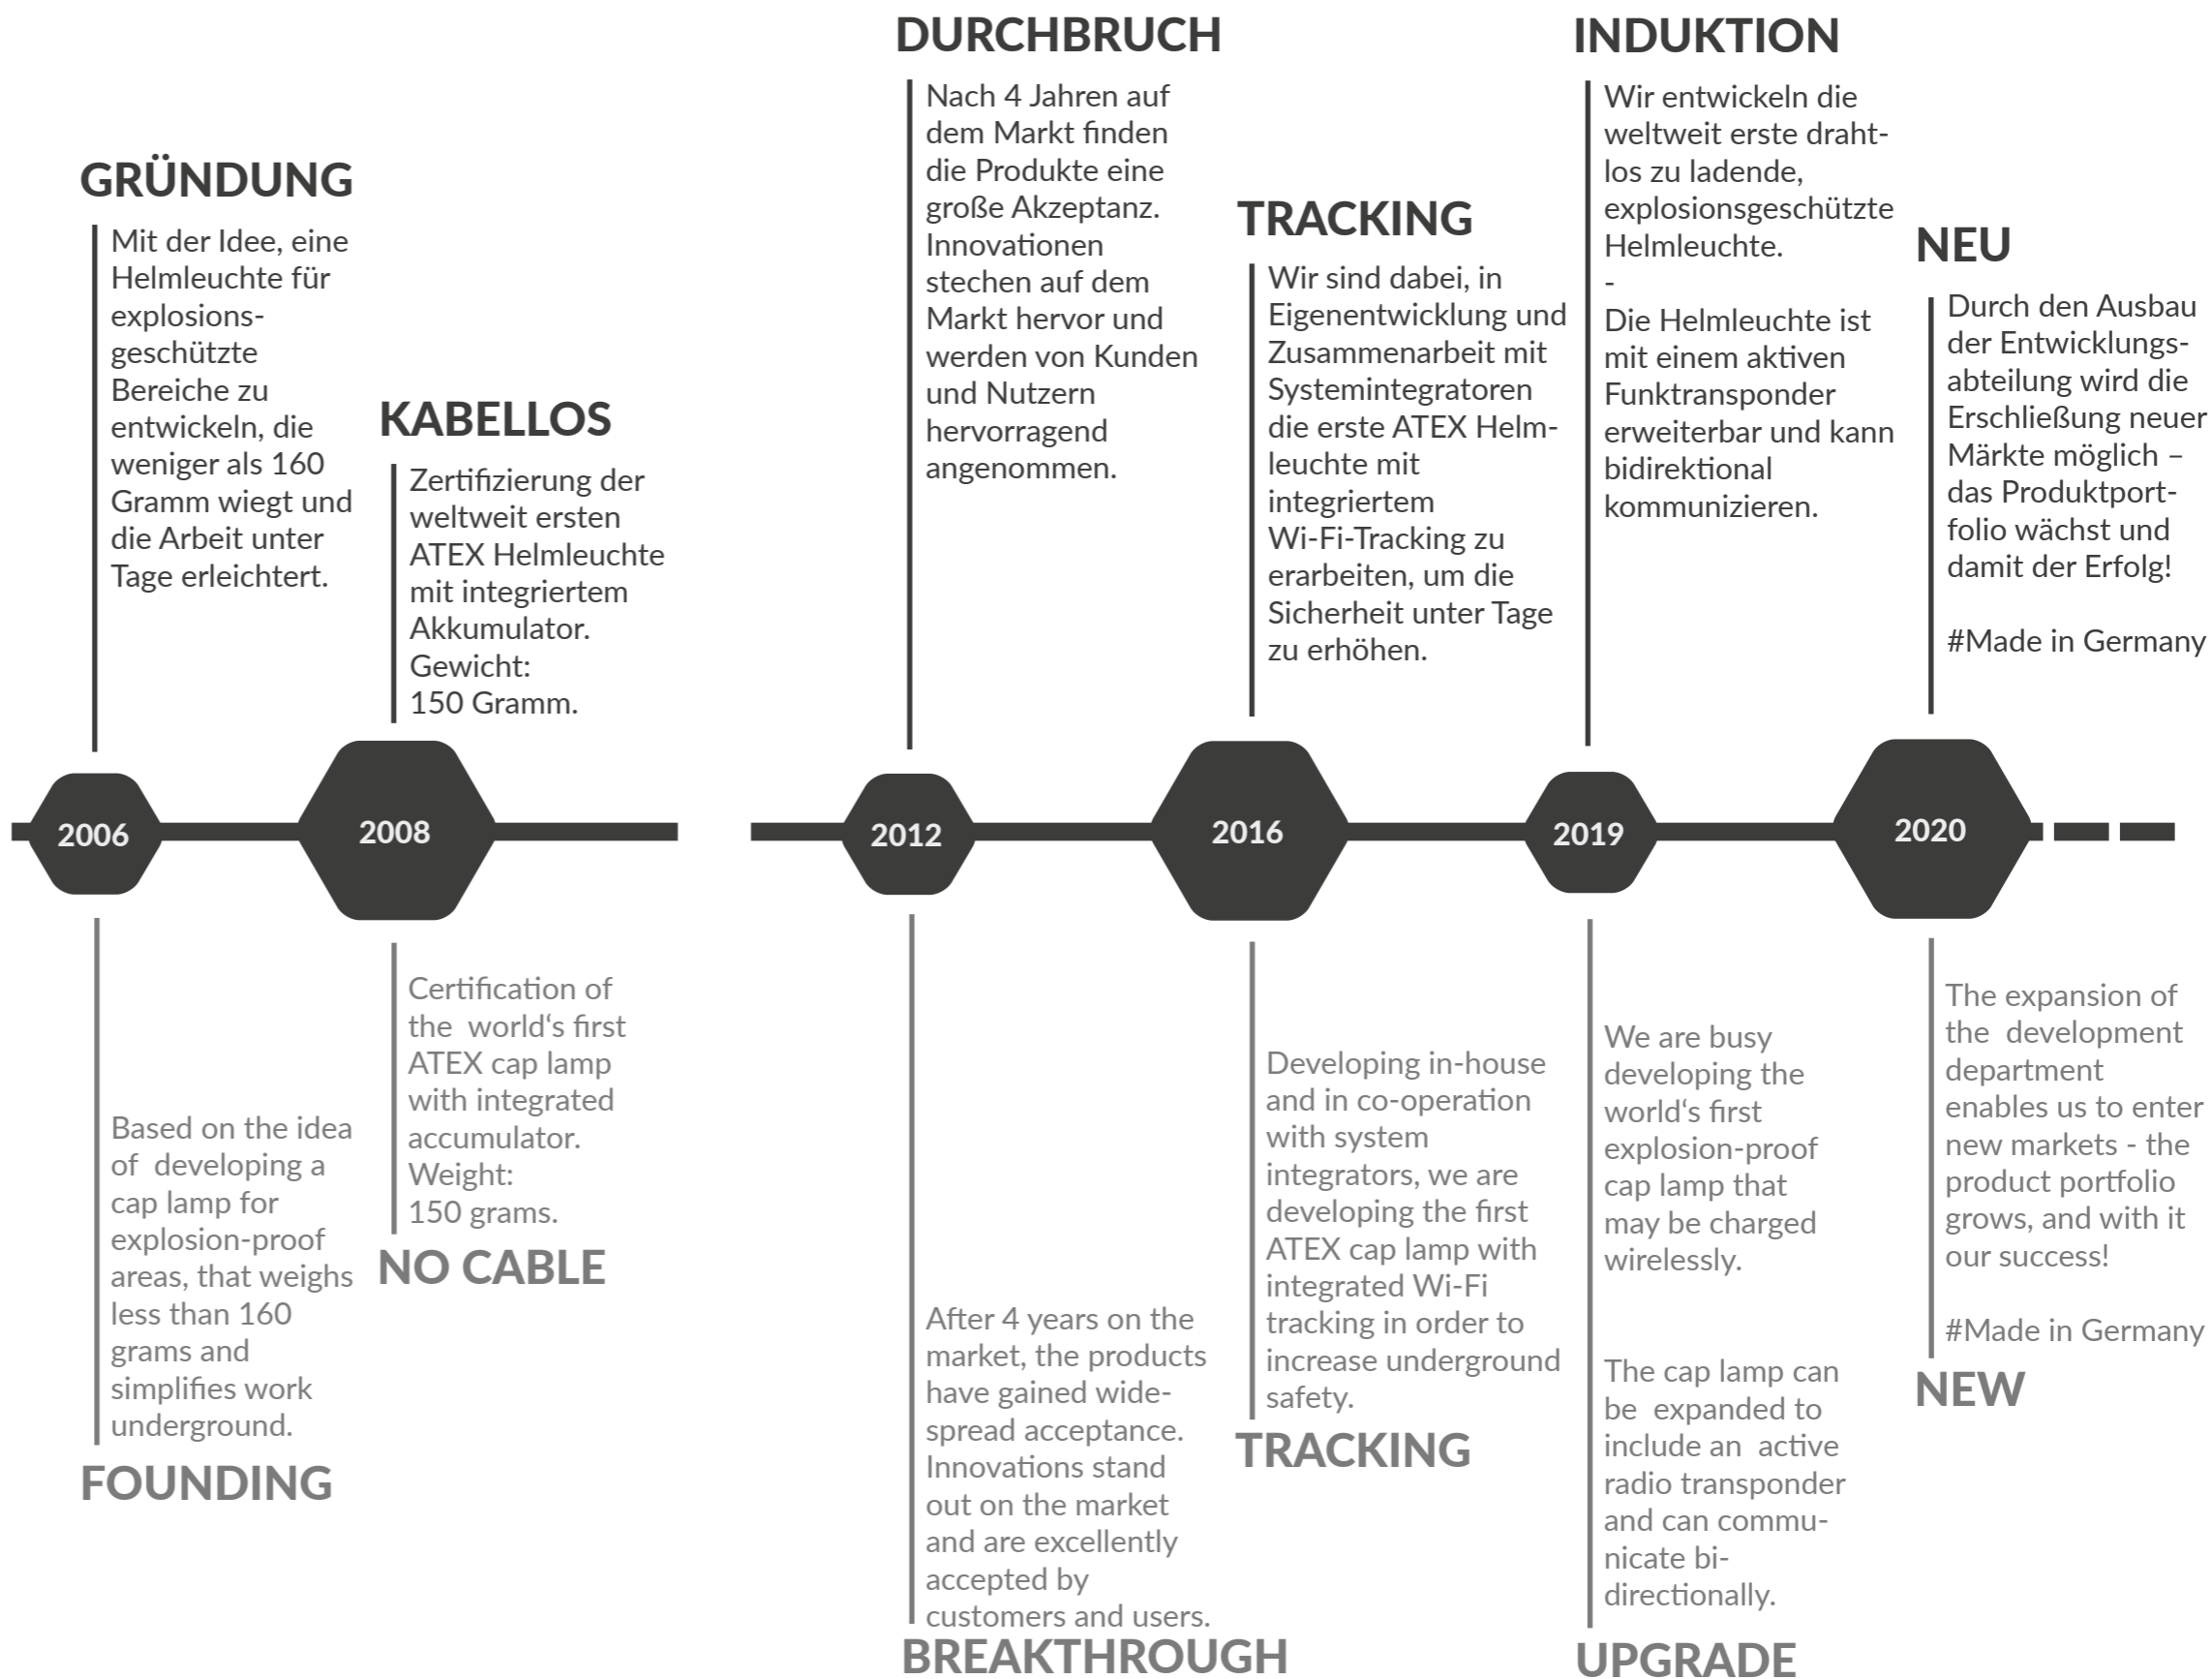 GRÜNDUNG
Mit der Idee, eine
Helmleuchte für
explosions-
geschützte
Bereiche zu
entwickeln, die
weniger als 160
Gramm wiegt und
die Arbeit unter
Tage erleichtert.
KABELLOS
Zertifizierung der
weltweit ersten
ATEX Helmleuchte
mit integriertem
Akkumulator.
Gewicht:
150 Gramm.
DURCHBRUCH
Nach 4 Jahren auf
dem Markt finden
die Produkte eine
große Akzeptanz.
Innovationen
stechen auf dem
Markt hervor und
werden von Kunden
und Nutzern
hervorragend
angenommen.
TRACKING
Wir sind dabei, in
Eigenentwicklung und
Zusammenarbeit mit
Systemintegratoren
die erste ATEX Helm-
leuchte mit
integriertem
Wi-Fi-Tracking zu
erarbeiten, um die
Sicherheit unter Tage
zu erhöhen.
INDUKTION
Wir entwickeln die
weltweit erste draht-
los zu ladende,
explosionsgeschützte
Helmleuchte.
-
Die Helmleuchte ist
mit einem aktiven
Funktransponder
erweiterbar und kann
bidirektional
kommunizieren.
NEU
Durch den Ausbau
der Entwicklungs-
abteilung wird die
Erschließung neuer
Märkte möglich –
das Produktport-
folio wächst und
damit der Erfolg!
#Made in Germany
2006
2008
2012
2016
2019
2020
Based on the idea
of developing a
cap lamp for
explosion-proof
areas, that weighs
less than 160
grams and
simplifies work
underground.
FOUNDING
Certification of
the world‘s first
ATEX cap lamp
with integrated
accumulator.
Weight:
150 grams.
NO CABLE
After 4 years on the
market, the products
have gained wide-
spread acceptance.
Innovations stand
out on the market
and are excellently
accepted by
customers and users.
BREAKTHROUGH
Developing in-house
and in co-operation
with system
integrators, we are
developing the first
ATEX cap lamp with
integrated Wi-Fi
tracking in order to
increase underground
safety.
TRACKING
We are busy
developing the
world‘s first
explosion-proof
cap lamp that
may be charged
wirelessly.
The cap lamp can
be expanded to
include an active
radio transponder
and can commu-
nicate bi-
directionally.
UPGRADE
The expansion of
the development
department
enables us to enter
new markets - the
product portfolio
grows, and with it
our success!
#Made in Germany
NEW